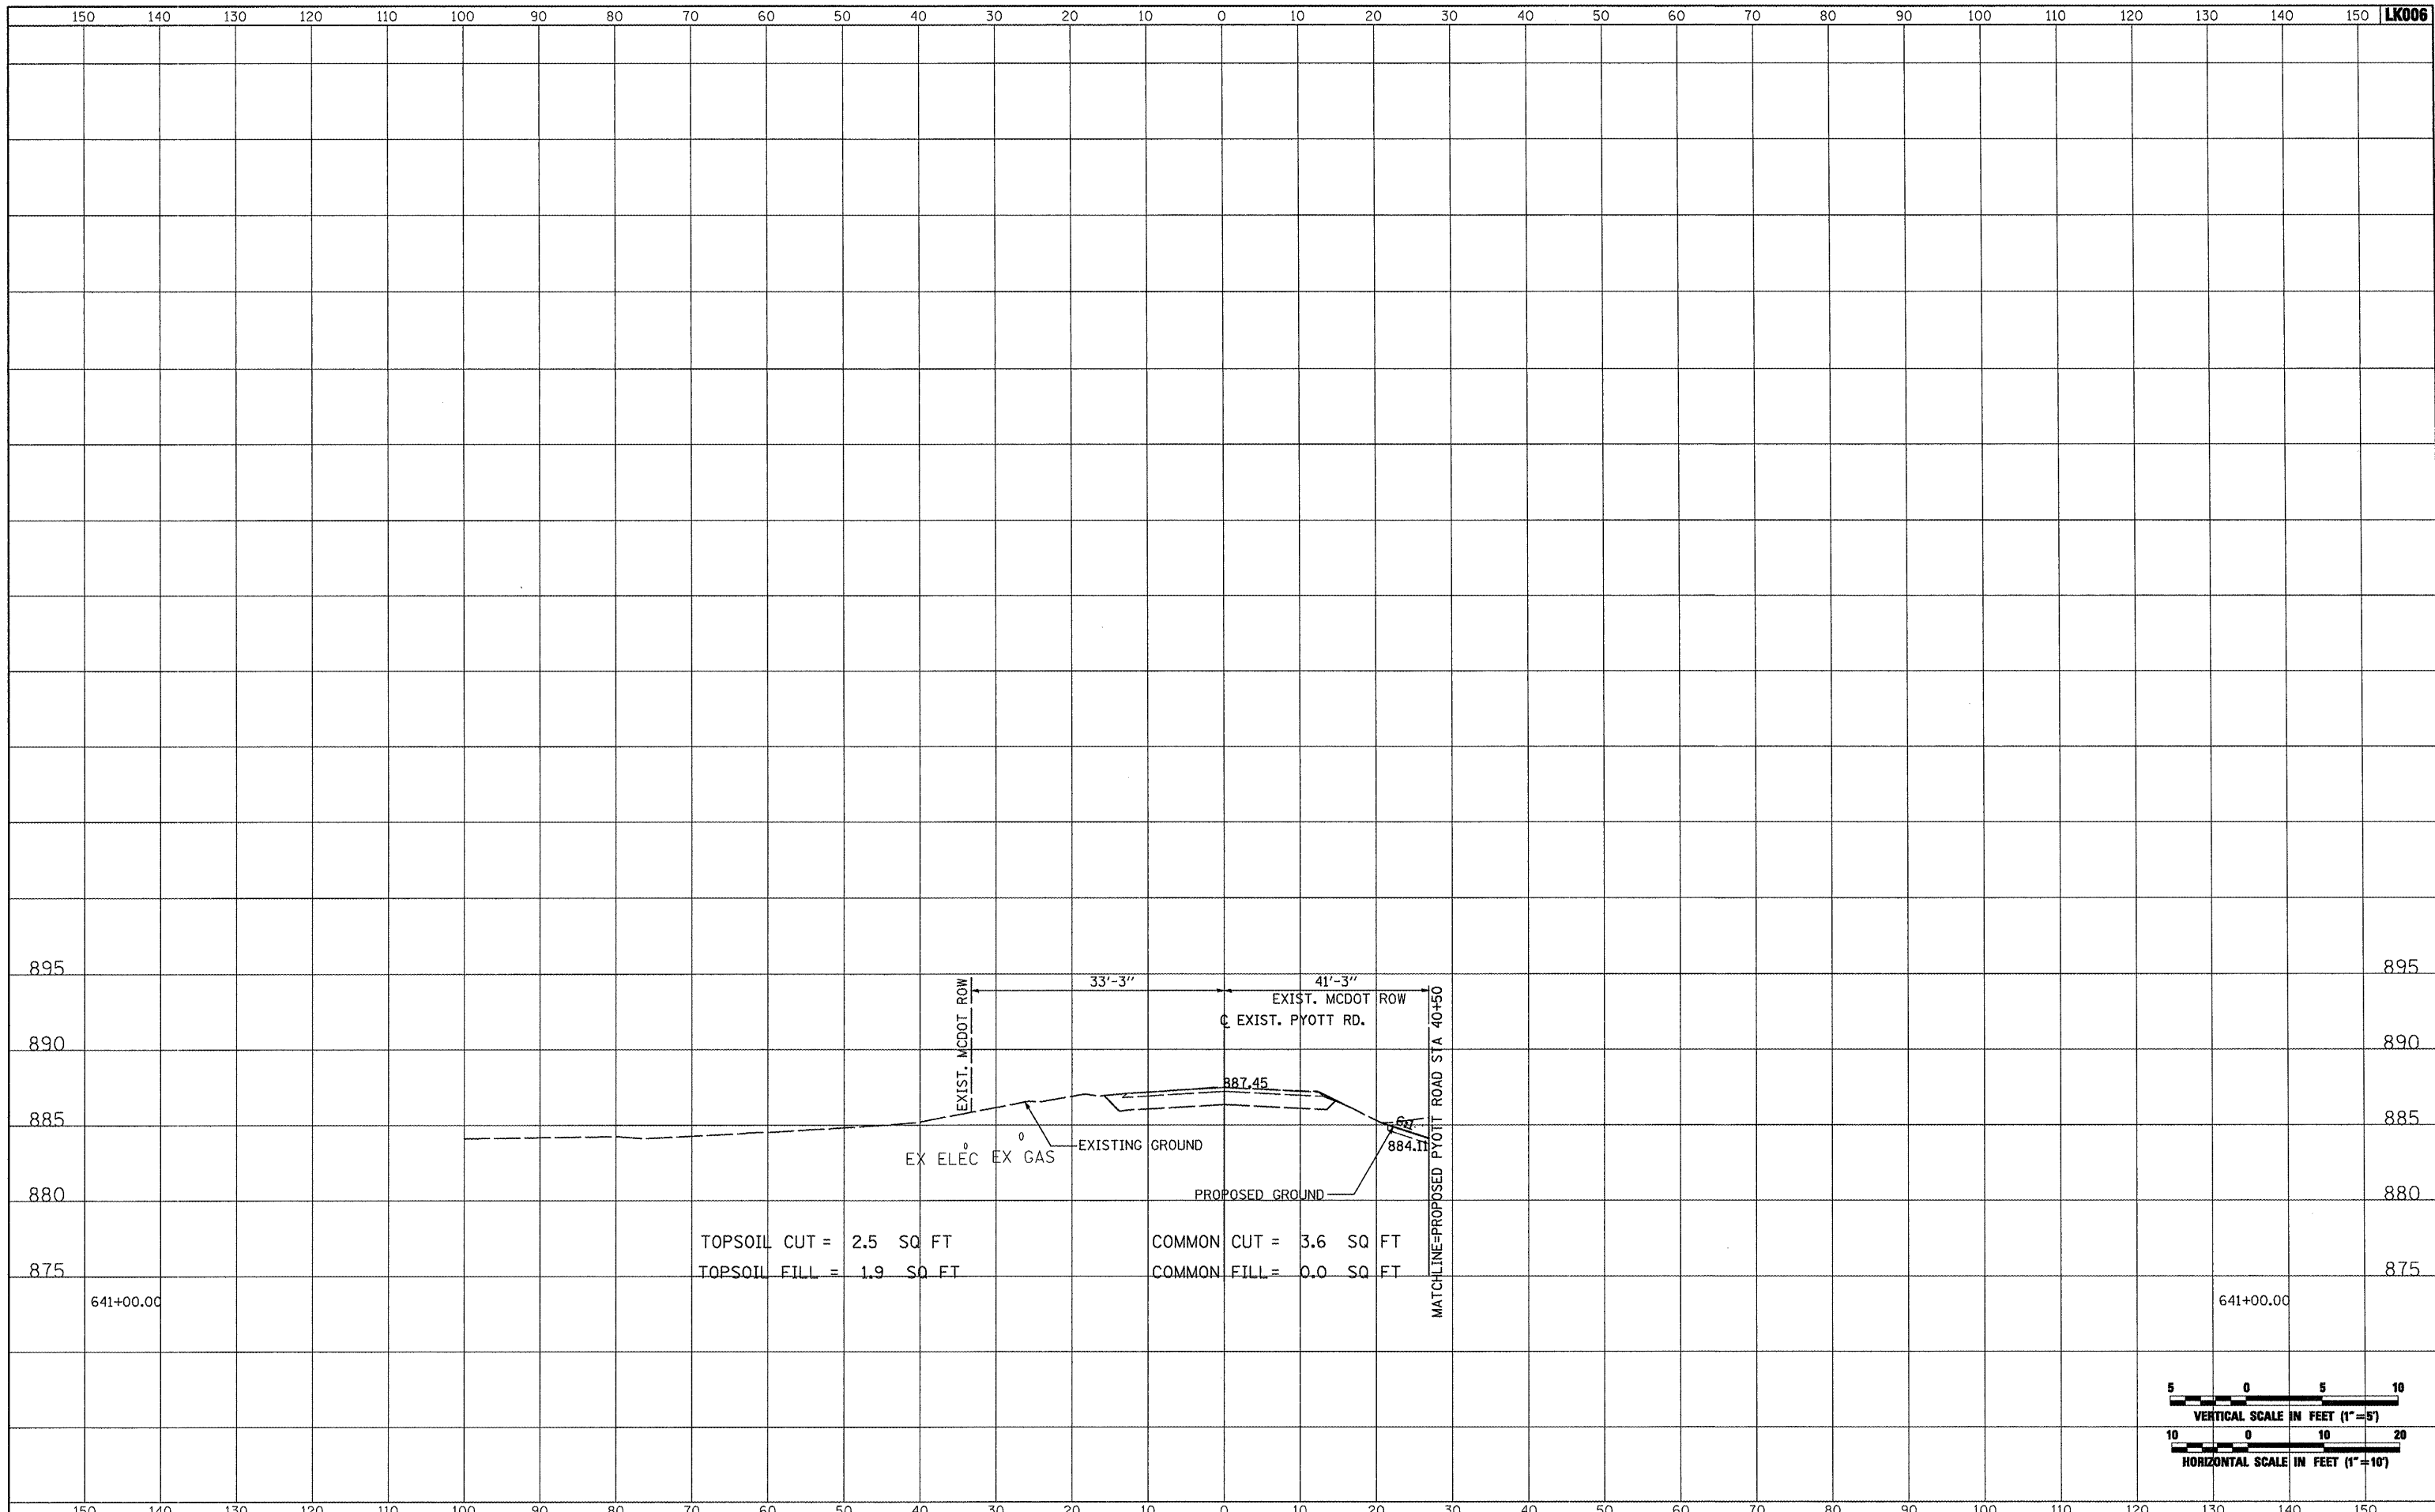 150 140 130 120 110 100 90 80 70 60 50 40 30 20 10 0 10 20 30 40 50 60 70 80 90 100 110 120 130 140 150 LK006
895 895
33'-3" 41'-3"
EXIST. MCDOT ROW
EXIST. MCDOT ROW
℄ EXIST. PYOTT RD.
890 890
887.45
885 885
884.11
EXISTING GROUND
EX ELEC EX GAS
880 880
PROPOSED GROUND
MATCHLINE=PROPOSED PYOTT ROAD STA 40+50
TOPSOIL CUT = 2.5 SQ FT COMMON CUT = 3.6 SQ FT
TOPSOIL FILL = 1.9 SQ FT COMMON FILL= 0.0 SQ FT
875 875
641+00.00 641+00.00
5 0 5 10
VERTICAL SCALE IN FEET (1"=5')
10 0 10 20
HORIZONTAL SCALE IN FEET (1"=10')
150 140 130 120 110 100 90 80 70 60 50 40 30 20 10 0 10 20 30 40 50 60 70 80 90 100 110 120 130 140 150